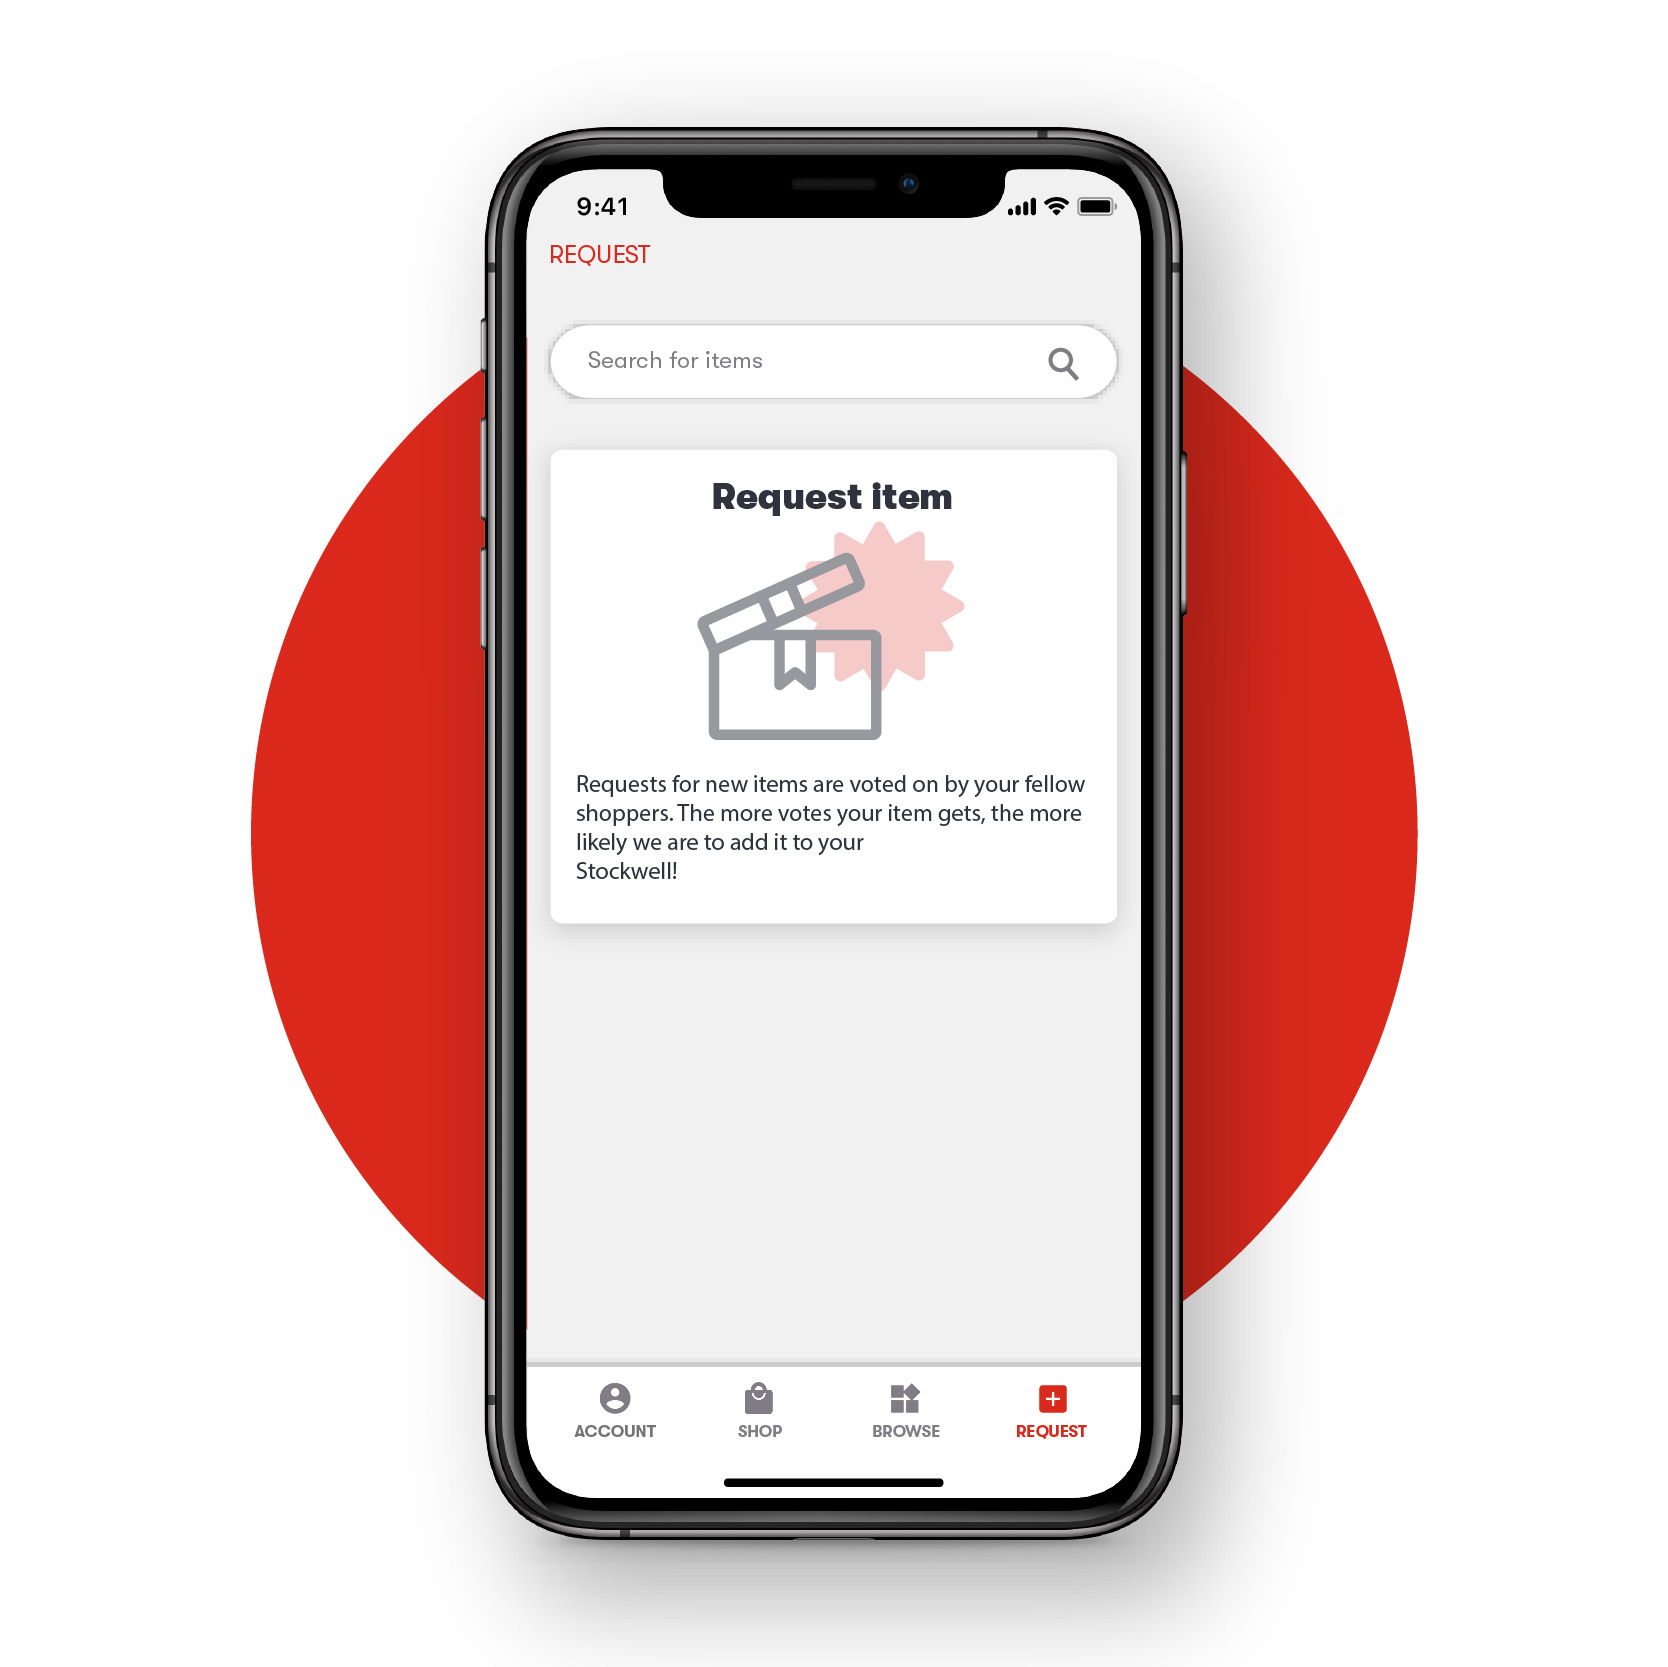 9:41
REQUEST
Search for items
Request item
Requests for new items are voted on by your fellow
shoppers. The more votes your item gets, the more
likely we are to add it to your
Stockwell!
ACCOUNT
SHOP
BROWSE
REQUEST